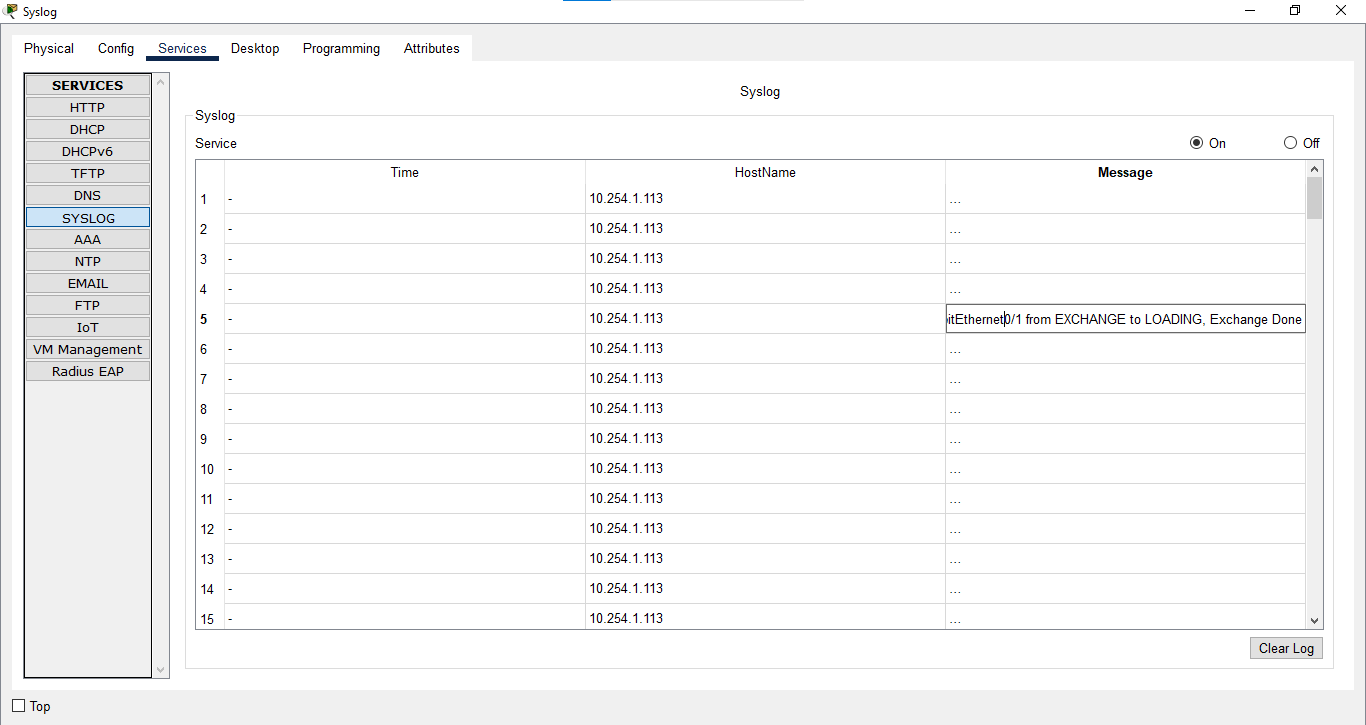 Syslog
Physical Config Services Desktop Programming Attributes
SERVICES
HTTP
DHCP
DHCPv6
TFTP
DNS
SYSLOG
AAA
NTP
EMAIL
FTP
IoT
VM Management
Radius EAP
Syslog
Syslog
Service On Off
Time HostName Message
1 - 10.254.1.113 ...
2 - 10.254.1.113 ...
3 - 10.254.1.113 ...
4 - 10.254.1.113 ...
5 - 10.254.1.113 itEthernet0/1 from EXCHANGE to LOADING, Exchange Done
6 - 10.254.1.113 ...
7 - 10.254.1.113 ...
8 - 10.254.1.113 ...
9 - 10.254.1.113 ...
10 - 10.254.1.113 ...
11 - 10.254.1.113 ...
12 - 10.254.1.113 ...
13 - 10.254.1.113 ...
14 - 10.254.1.113 ...
15 - 10.254.1.113 ...
Clear Log
Top